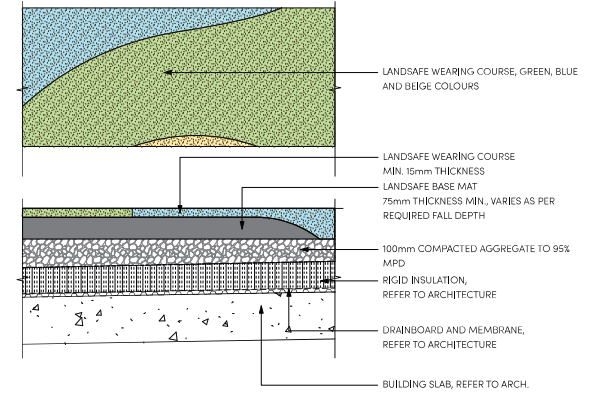 LANDSAFE WEARING COURSE, GREEN, BLUE
AND BEIGE COLOURS
LANDSAFE WEARING COURSE
MIN. 15mm THICKNESS
LANDSAFE BASE MAT
75mm THICKNESS MIN., VARIES AS PER
REQUIRED FALL DEPTH
100mm COMPACTED AGGREGATE TO 95%
MPD
RIGID INSULATION,
REFER TO ARCHITECTURE
DRAINBOARD AND MEMBRANE,
REFER TO ARCHITECTURE
BUILDING SLAB, REFER TO ARCH.